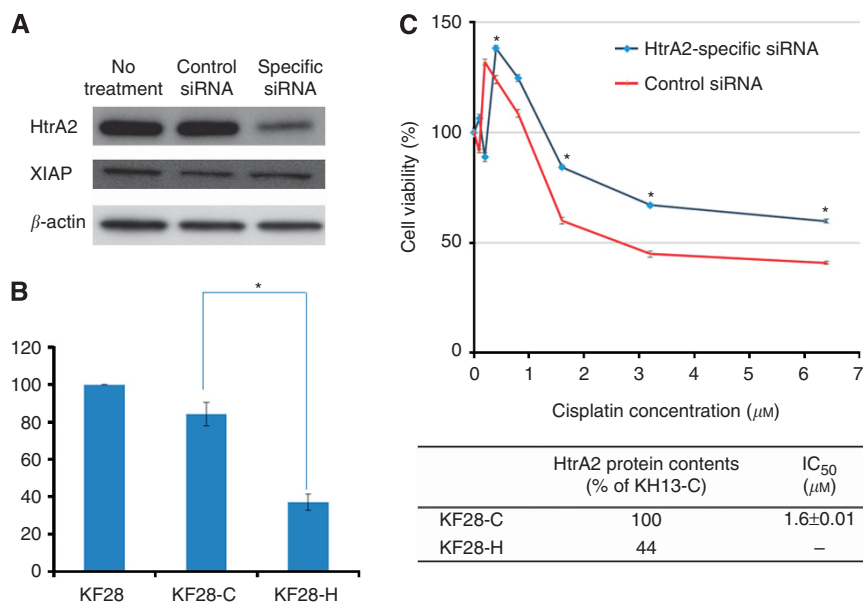 A
No treatment
Control siRNA
Specific siRNA
HtrA2
XIAP
β-actin
B
*
120
100
80
60
40
20
0
KF28
KF28-C
KF28-H
C
150
100
50
0
Cell viability (%)
*
*
*
*
HtrA2-specific siRNA
Control siRNA
0 1 2 3 4 5 6 7
Cisplatin concentration (μM)
HtrA2 protein contents (% of KH13-C)
IC50 (μM)
KF28-C 100 1.6±0.01
KF28-H 44 –